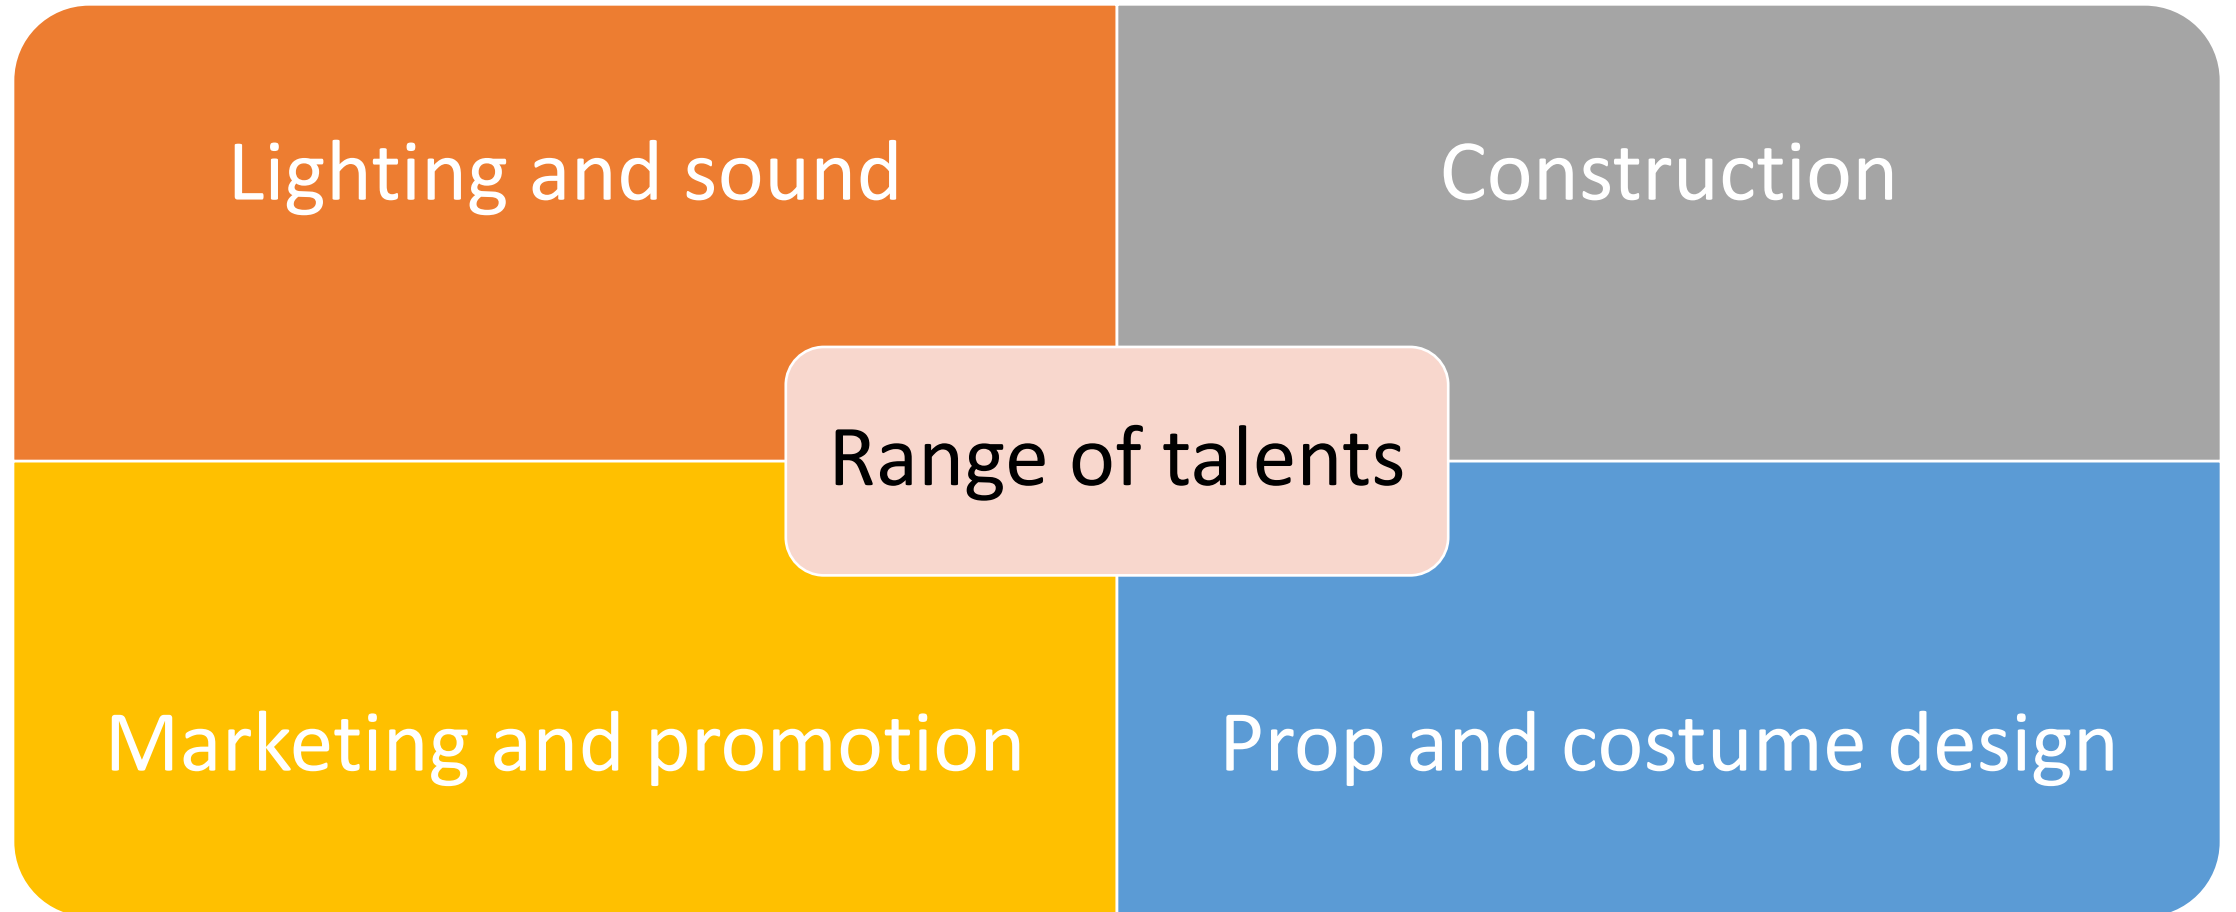 Lighting and sound
Construction
Range of talents
Marketing and promotion
Prop and costume design